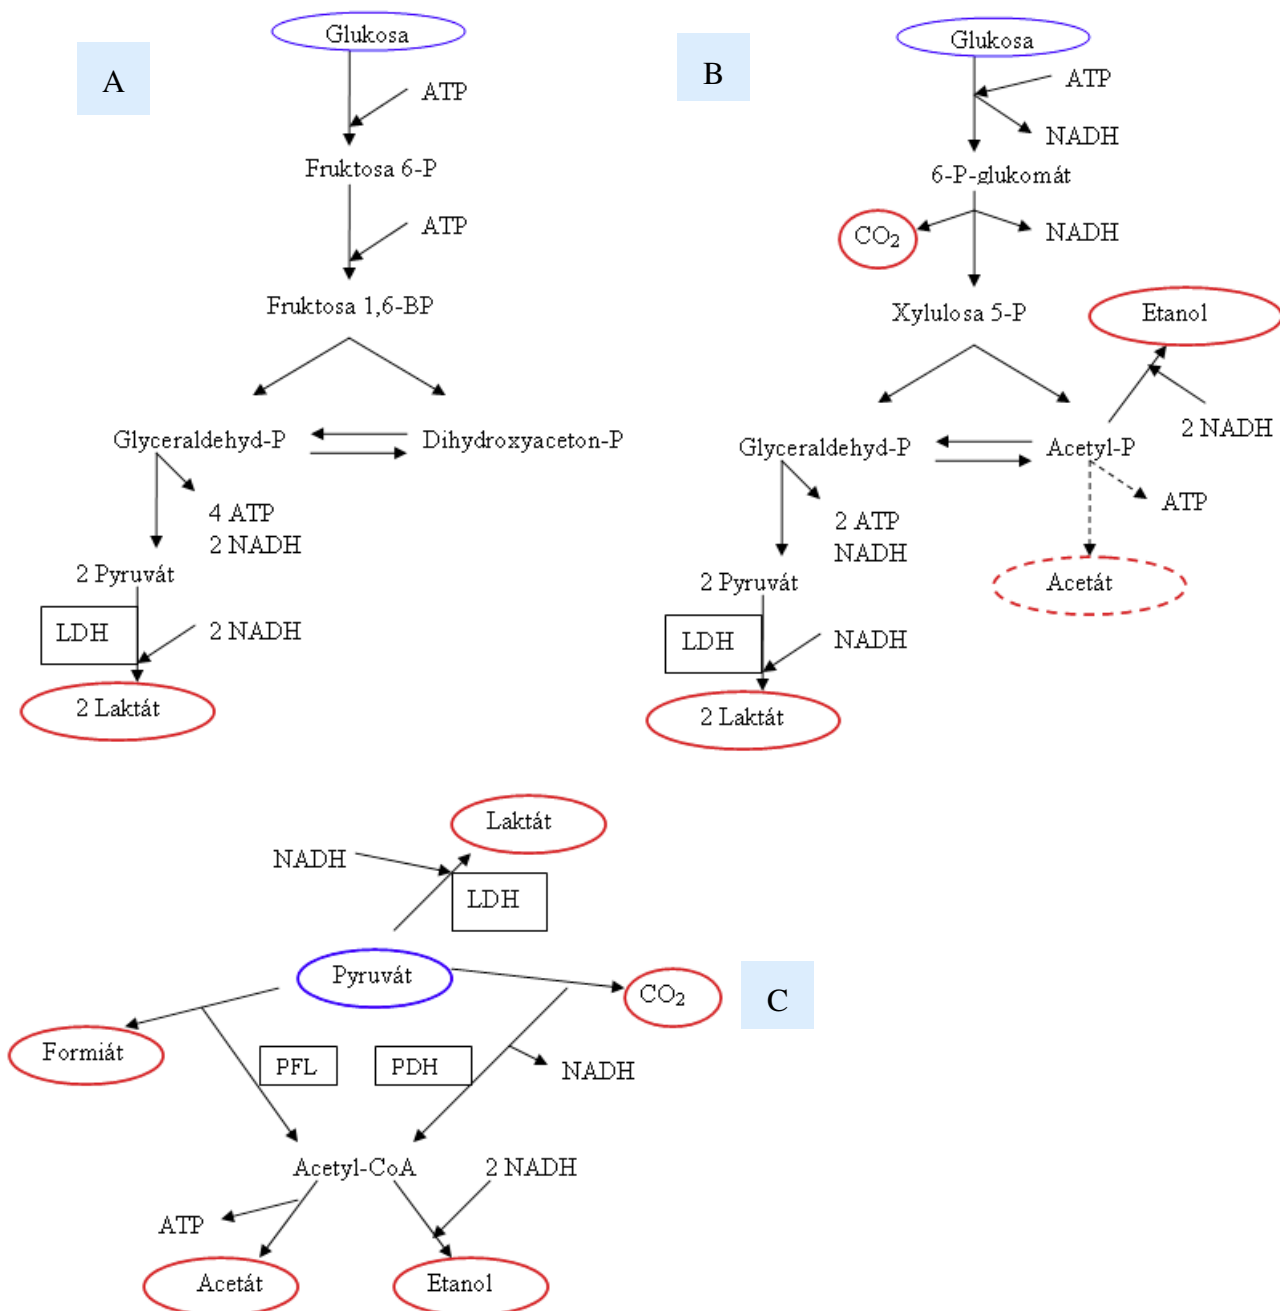 A
Glukosa
ATP
Fruktosa 6-P
ATP
Fruktosa 1,6-BP
Glyceraldehyd-P
Dihydroxyaceton-P
4 ATP
2 NADH
2 Pyruvát
LDH
2 NADH
2 Laktát
B
Glukosa
ATP
NADH
6-P-glukomát
CO₂
NADH
Xylulosa 5-P
Etanol
2 NADH
Glyceraldehyd-P
Acetyl-P
2 ATP
NADH
ATP
2 Pyruvát
Acetát
LDH
NADH
2 Laktát
Laktát
NADH
LDH
Pyruvát
CO₂
C
Formiát
PFL
PDH
NADH
Acetyl-CoA
2 NADH
ATP
Acetát
Etanol